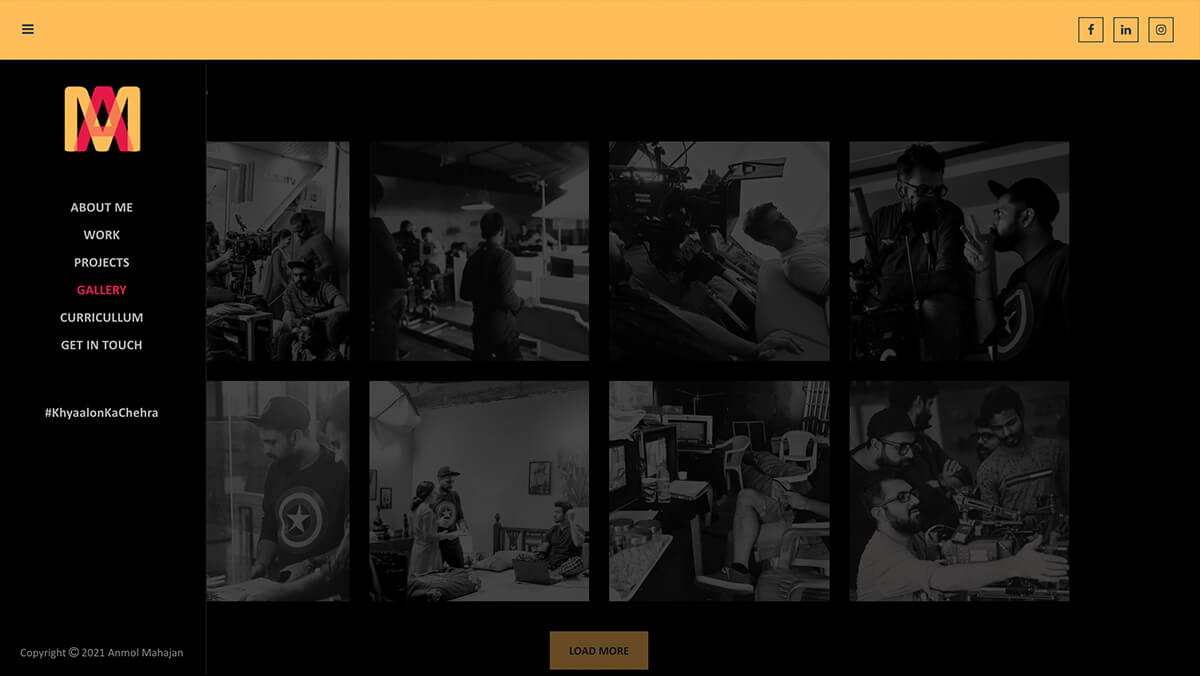 ABOUT ME
WORK
PROJECTS
GALLERY
CURRICULLUM
GET IN TOUCH
#KhyaalonKaChehra
LOAD MORE
Copyright © 2021 Anmol Mahajan